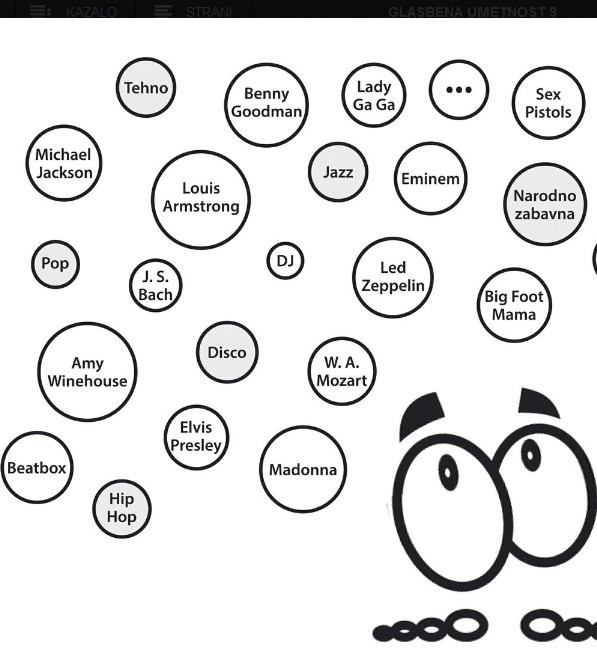 KAZALO
STRANI
GLASBENA UMETNOST 9
Tehno
Benny
Goodman
Lady
Ga Ga
•••
Sex
Pistols
Michael
Jackson
Louis
Armstrong
Jazz
Eminem
Narodno
zabavna
Pop
J. S.
Bach
DJ
Led
Zeppelin
Big Foot
Mama
Amy
Winehouse
Disco
W. A.
Mozart
Elvis
Presley
Beatbox
Madonna
Hip
Hop